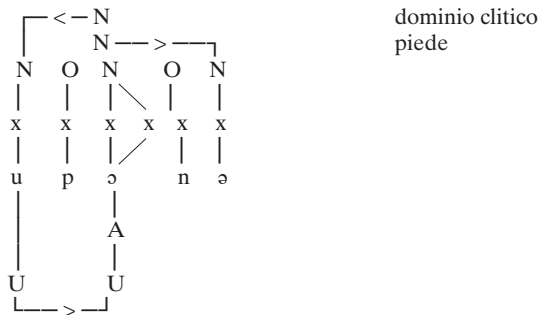 < N dominio clitico
N > piede
N O N O N
x x x x x x
u p ɔ n ə
A
U U
>